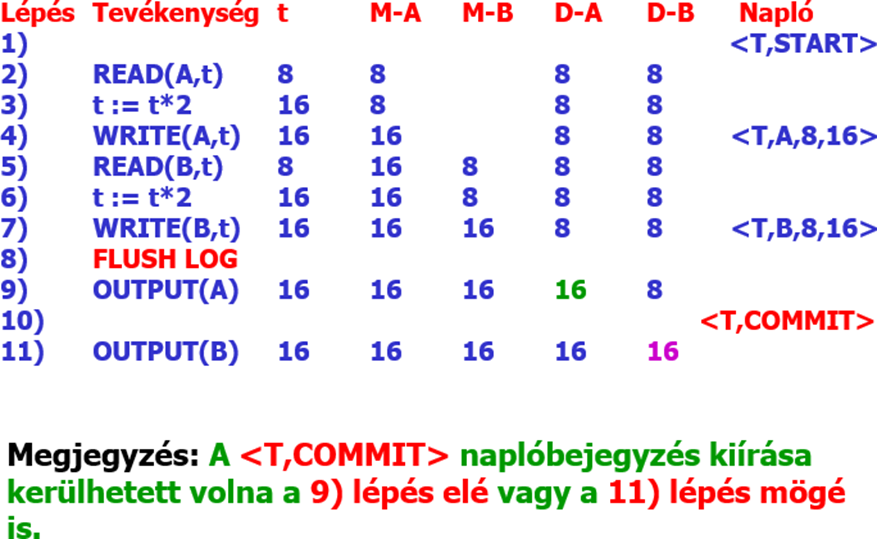 Lépés Tevékenység t M-A M-B D-A D-B Napló
1) <T,START>
2) READ(A,t) 8 8 8 8
3) t := t*2 16 8 8 8
4) WRITE(A,t) 16 16 8 8 <T,A,8,16>
5) READ(B,t) 8 16 8 8 8
6) t := t*2 16 16 8 8 8
7) WRITE(B,t) 16 16 16 8 8 <T,B,8,16>
8) FLUSH LOG
9) OUTPUT(A) 16 16 16 16 8
10) <T,COMMIT>
11) OUTPUT(B) 16 16 16 16 16
Megjegyzés: A <T,COMMIT> naplóbejegyzés kiírása
kerülhetett volna a 9) lépés elé vagy a 11) lépés mögé
is.